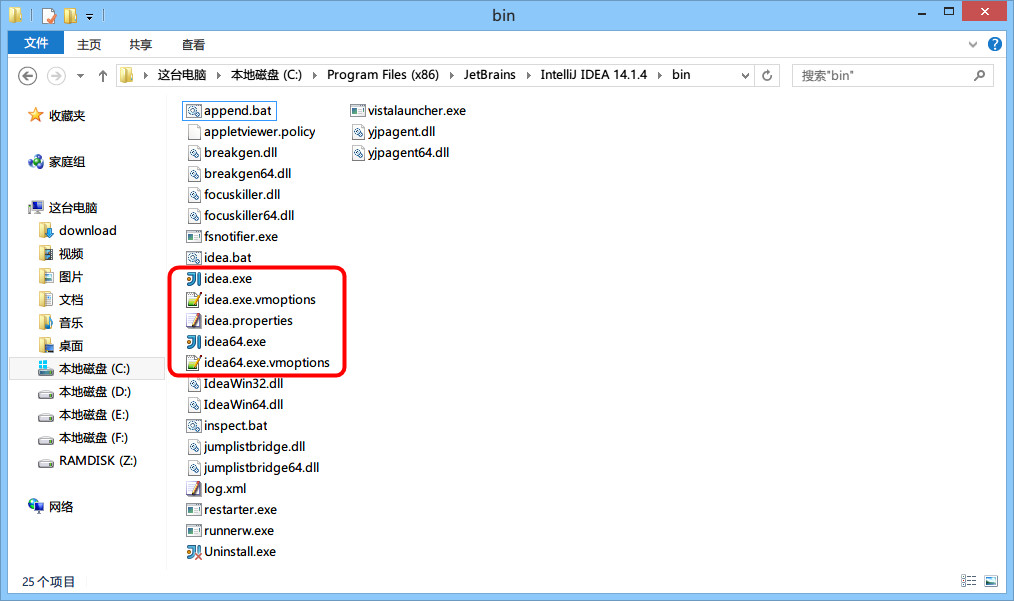 bin
文件 主页 共享 查看
这台电脑 本地磁盘 (C:) Program Files (x86) JetBrains IntelliJ IDEA 14.1.4 bin
搜索"bin"
收藏夹
家庭组
这台电脑
download
视频
图片
文档
音乐
桌面
本地磁盘 (C:)
本地磁盘 (D:)
本地磁盘 (E:)
本地磁盘 (F:)
RAMDISK (Z:)
网络
append.bat
appletviewer.policy
breakgen.dll
breakgen64.dll
focuskiller.dll
focuskiller64.dll
fsnotifier.exe
idea.bat
idea.exe
idea.exe.vmoptions
idea.properties
idea64.exe
idea64.exe.vmoptions
IdeaWin32.dll
IdeaWin64.dll
inspect.bat
jumplistbridge.dll
jumplistbridge64.dll
log.xml
restarter.exe
runnerw.exe
Uninstall.exe
vistalauncher.exe
yjpagent.dll
yjpagent64.dll
25 个项目